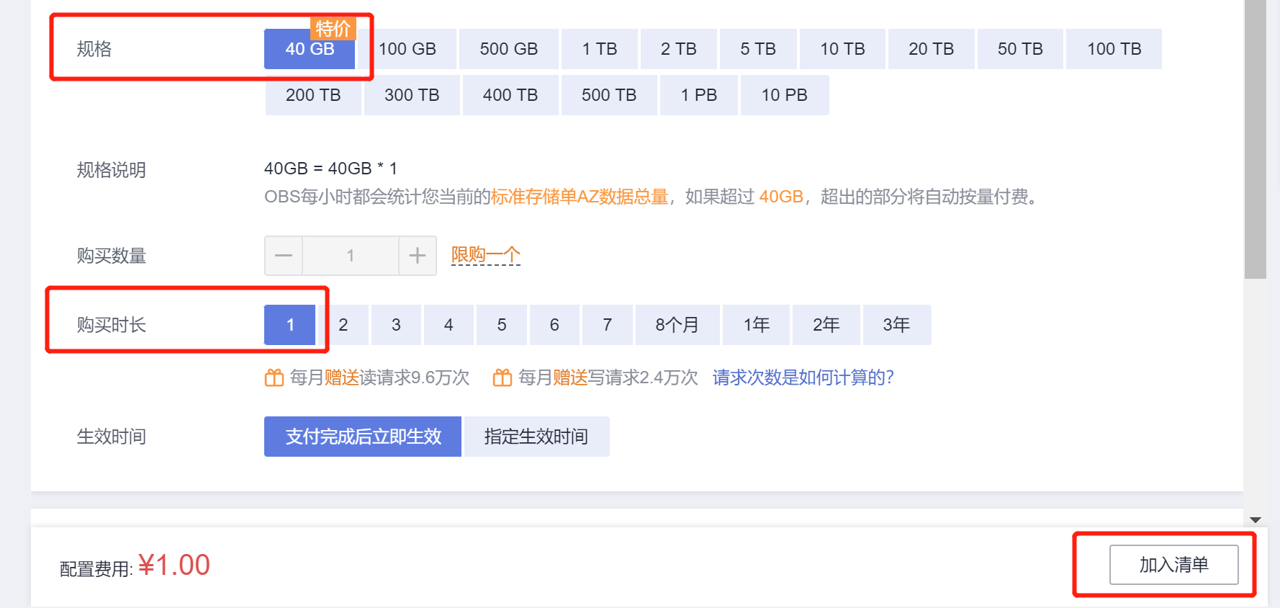 特价
规格 40 GB 100 GB 500 GB 1 TB 2 TB 5 TB 10 TB 20 TB 50 TB 100 TB
200 TB 300 TB 400 TB 500 TB 1 PB 10 PB
规格说明 40GB = 40GB * 1
OBS每小时都会统计您当前的标准存储单AZ数据总量，如果超过 40GB，超出的部分将自动按量付费。
购买数量 1 限购一个
购买时长 1 2 3 4 5 6 7 8个月 1年 2年 3年
每月赠送读请求9.6万次 每月赠送写请求2.4万次 请求次数是如何计算的？
生效时间 支付完成后立即生效 指定生效时间
配置费用: ¥1.00 加入清单